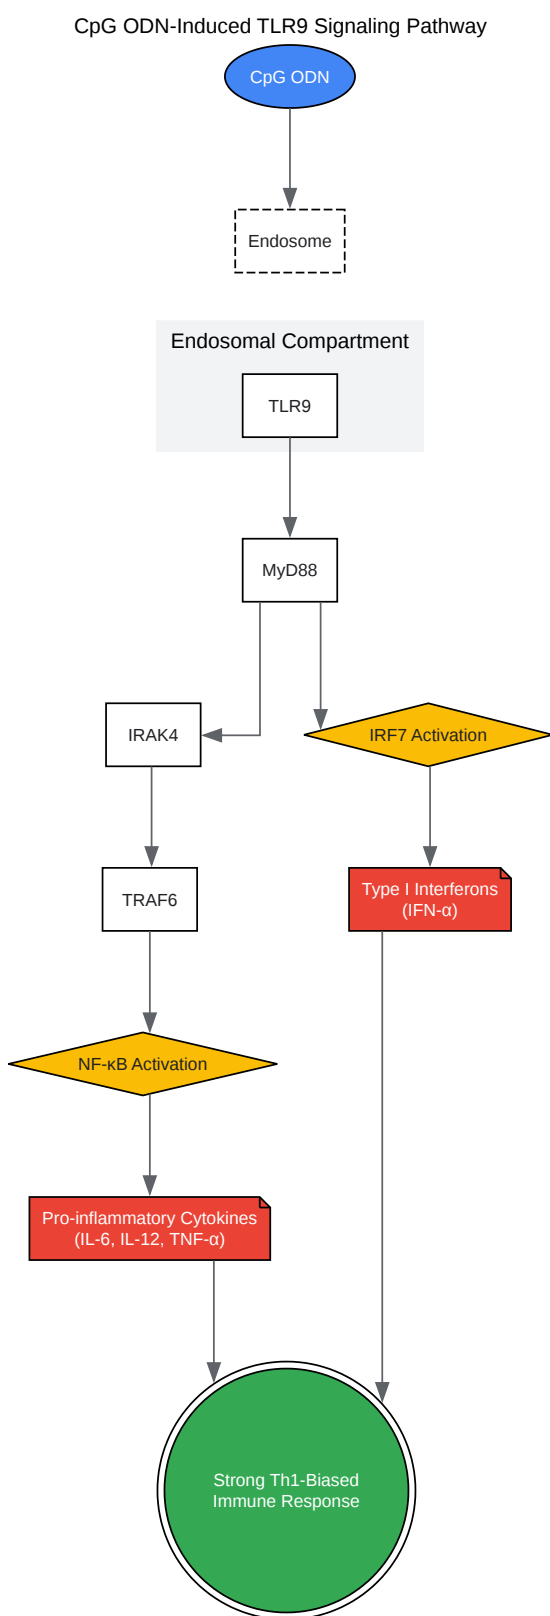 CpG ODN-Induced TLR9 Signaling Pathway
CpG ODN
Endosome
Endosomal Compartment
TLR9
MyD88
IRAK4
IRF7 Activation
TRAF6
Type I Interferons
(IFN-α)
NF-κB Activation
Pro-inflammatory Cytokines
(IL-6, IL-12, TNF-α)
Strong Th1-Biased
Immune Response